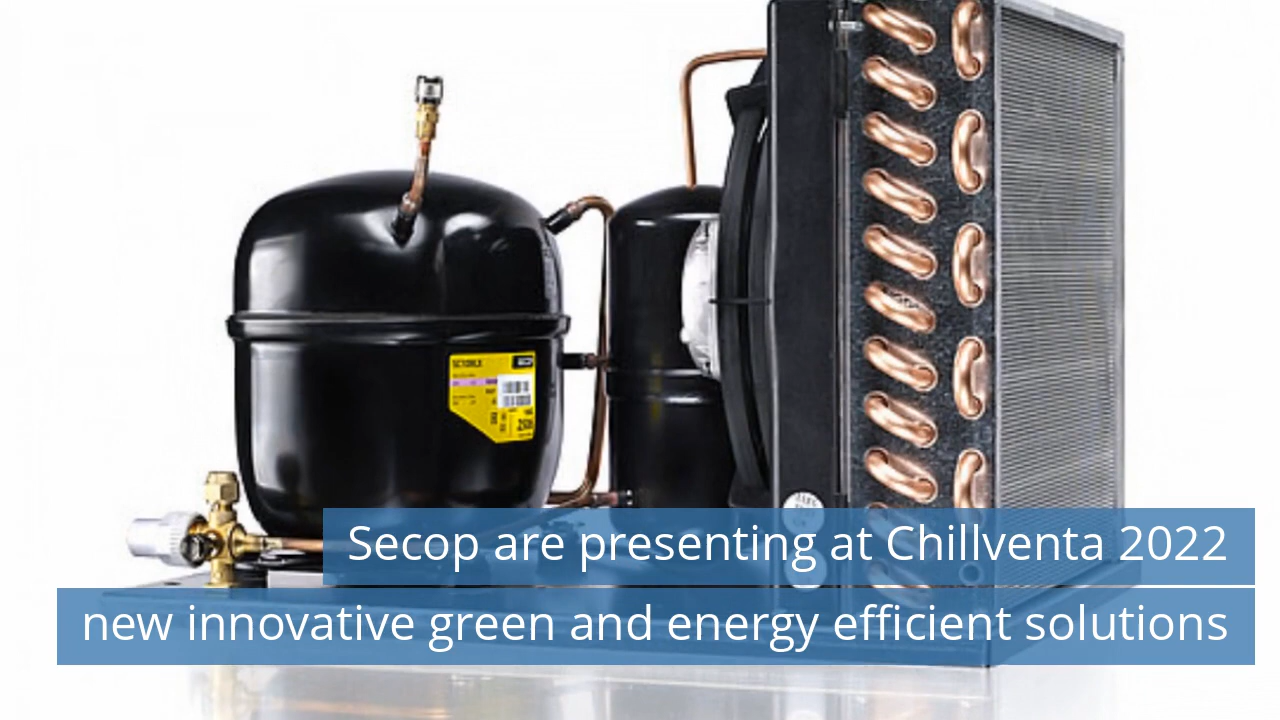 Secop are presenting at Chillventa 2022
new innovative green and energy efficient solutions